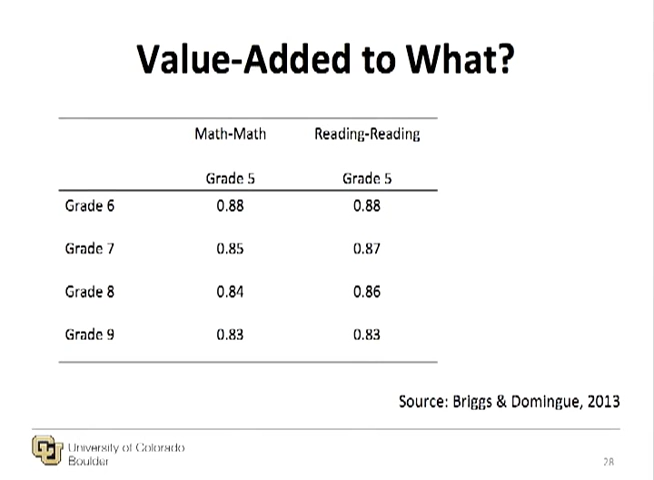 Value-Added to What?
Math-Math Reading-Reading
Grade 5 Grade 5
Grade 6 0.88 0.88
Grade 7 0.85 0.87
Grade 8 0.84 0.86
Grade 9 0.83 0.83
Source: Briggs & Domingue, 2013
CU University of Colorado
Boulder
28